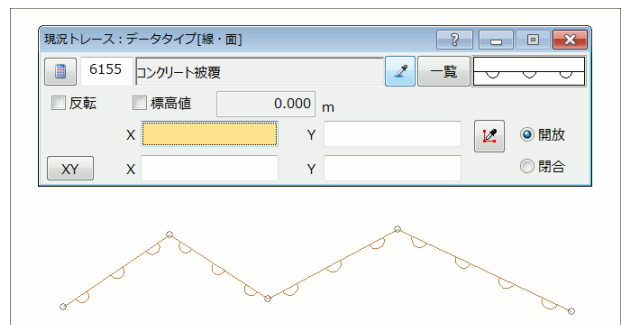 現況トレース：データタイプ[線・面]
6155 コンクリート被覆 一覧
反転 標高値 0.000 m
X Y 開放
XY X Y 閉合